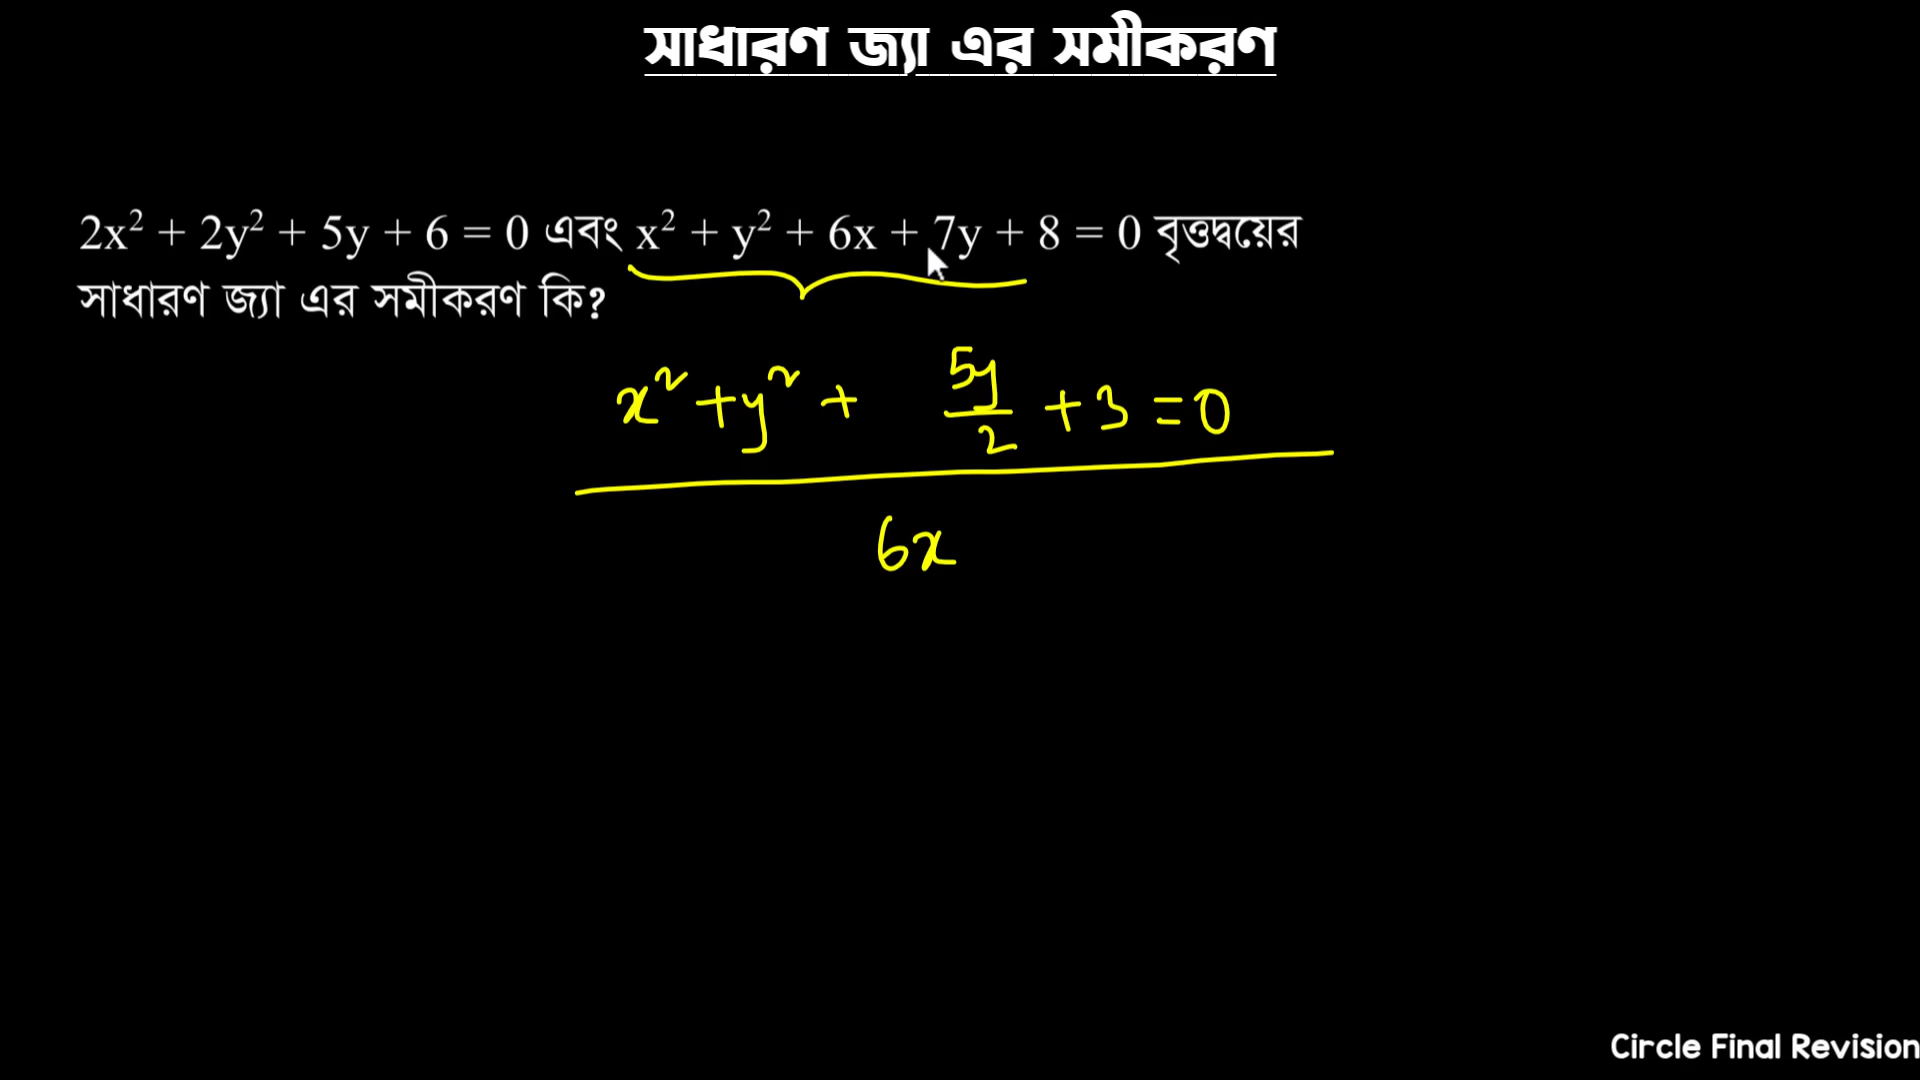 সাধারণ জ্যা এর সমীকরণ
2x² + 2y² + 5y + 6 = 0 এবং x² + y² + 6x + 7y + 8 = 0 বৃত্তদ্বয়ের
সাধারণ জ্যা এর সমীকরণ কি?
x² + y² + 5y/2 + 3 = 0
6x
Circle Final Revision